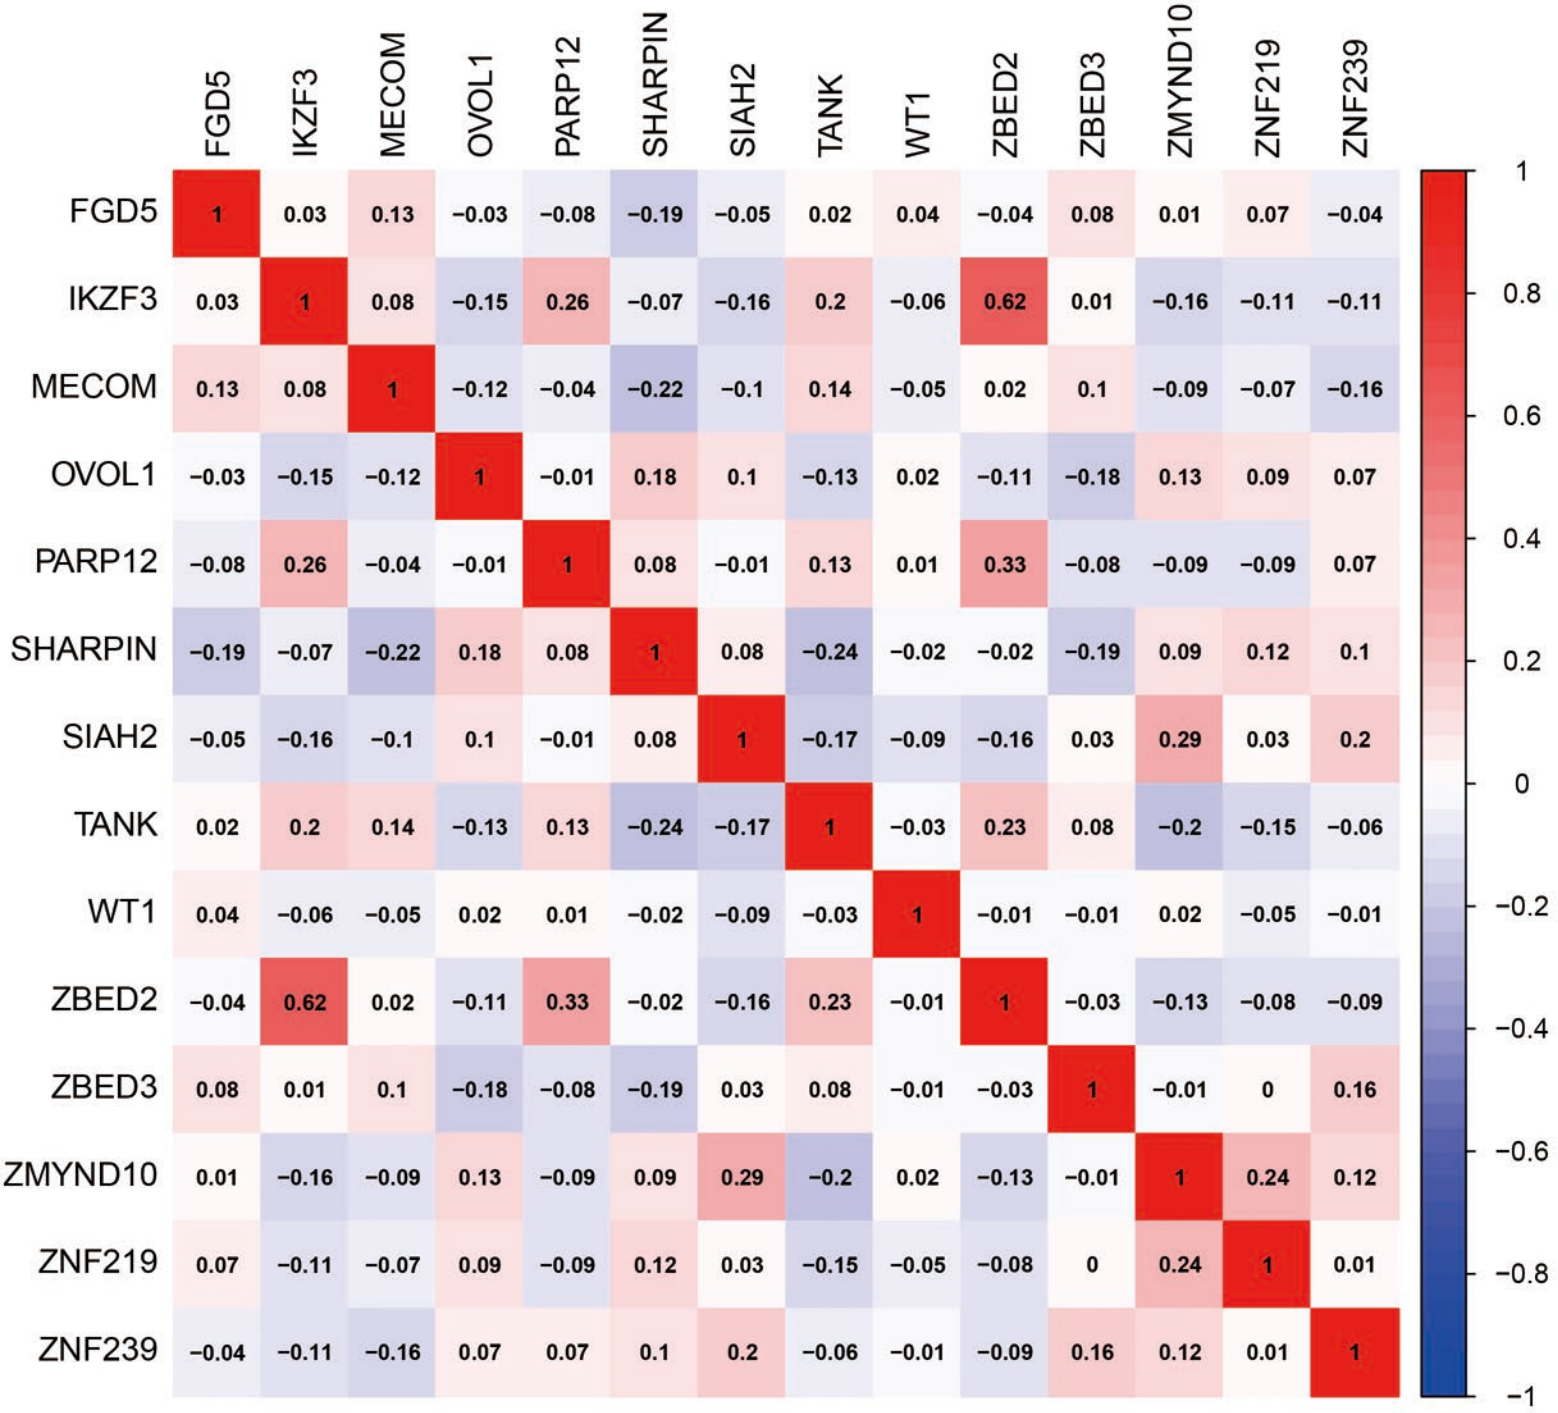 FGD5 IKZF3 MECOM OVOL1 PARP12 SHARPIN SIAH2 TANK WT1 ZBED2 ZBED3 ZMYND10 ZNF219 ZNF239
FGD5 1 0.03 0.13 −0.03 −0.08 −0.19 −0.05 0.02 0.04 −0.04 0.08 0.01 0.07 −0.04
IKZF3 0.03 1 0.08 −0.15 0.26 −0.07 −0.16 0.2 −0.06 0.62 0.01 −0.16 −0.11 −0.11
MECOM 0.13 0.08 1 −0.12 −0.04 −0.22 −0.1 0.14 −0.05 0.02 0.1 −0.09 −0.07 −0.16
OVOL1 −0.03 −0.15 −0.12 1 −0.01 0.18 0.1 −0.13 0.02 −0.11 −0.18 0.13 0.09 0.07
PARP12 −0.08 0.26 −0.04 −0.01 1 0.08 −0.01 0.13 0.01 0.33 −0.08 −0.09 −0.09 0.07
SHARPIN −0.19 −0.07 −0.22 0.18 0.08 1 0.08 −0.24 −0.02 −0.02 −0.19 0.09 0.12 0.1
SIAH2 −0.05 −0.16 −0.1 0.1 −0.01 0.08 1 −0.17 −0.09 −0.16 0.03 0.29 0.03 0.2
TANK 0.02 0.2 0.14 −0.13 0.13 −0.24 −0.17 1 −0.03 0.23 0.08 −0.2 −0.15 −0.06
WT1 0.04 −0.06 −0.05 0.02 0.01 −0.02 −0.09 −0.03 1 −0.01 −0.01 0.02 −0.05 −0.01
ZBED2 −0.04 0.62 0.02 −0.11 0.33 −0.02 −0.16 0.23 −0.01 1 −0.03 −0.13 −0.08 −0.09
ZBED3 0.08 0.01 0.1 −0.18 −0.08 −0.19 0.03 0.08 −0.01 −0.03 1 −0.01 0 0.16
ZMYND10 0.01 −0.16 −0.09 0.13 −0.09 0.09 0.29 −0.2 0.02 −0.13 −0.01 1 0.24 0.12
ZNF219 0.07 −0.11 −0.07 0.09 −0.09 0.12 0.03 −0.15 −0.05 −0.08 0 0.24 1 0.01
ZNF239 −0.04 −0.11 −0.16 0.07 0.07 0.1 0.2 −0.06 −0.01 −0.09 0.16 0.12 0.01 1
1
0.8
0.6
0.4
0.2
0
−0.2
−0.4
−0.6
−0.8
−1